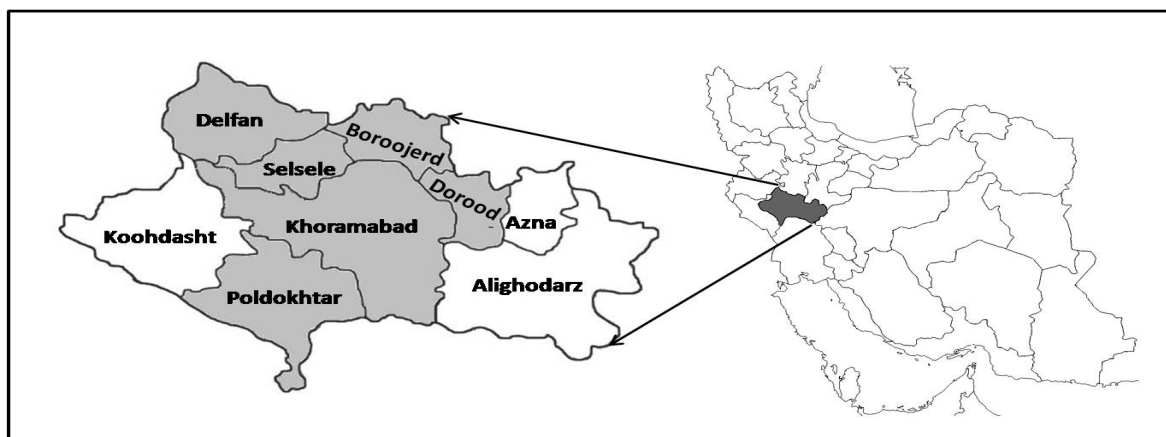 Delfan
Boroojerd
Selsele
Dorood
Azna
Khoramabad
Koohdasht
Alighodarz
Poldokhtar